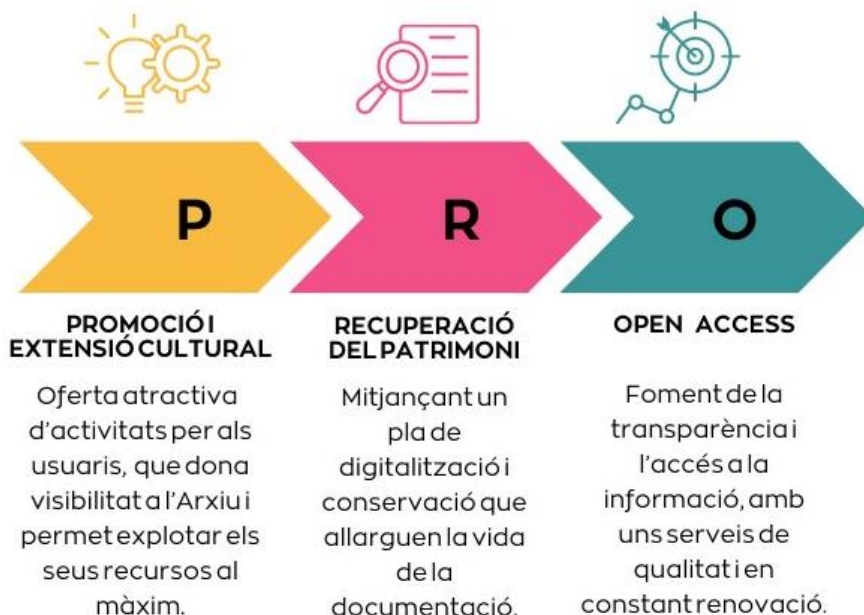 P
R
O
PROMOCIÓ I
EXTENSIÓ CULTURAL
Oferta atractiva
d'activitats per als
usuaris, que dona
visibilitat a l'Arxiu i
permet explotar els
seus recursos al
màxim.
RECUPERACIÓ
DEL PATRIMONI
Mitjançant un
pla de
digitalització i
conservació que
allarguen la vida
de la
documentació.
OPEN ACCESS
Foment de la
transparència i
l'accés a la
informació, amb
uns serveis de
qualitat i en
constant renovació.